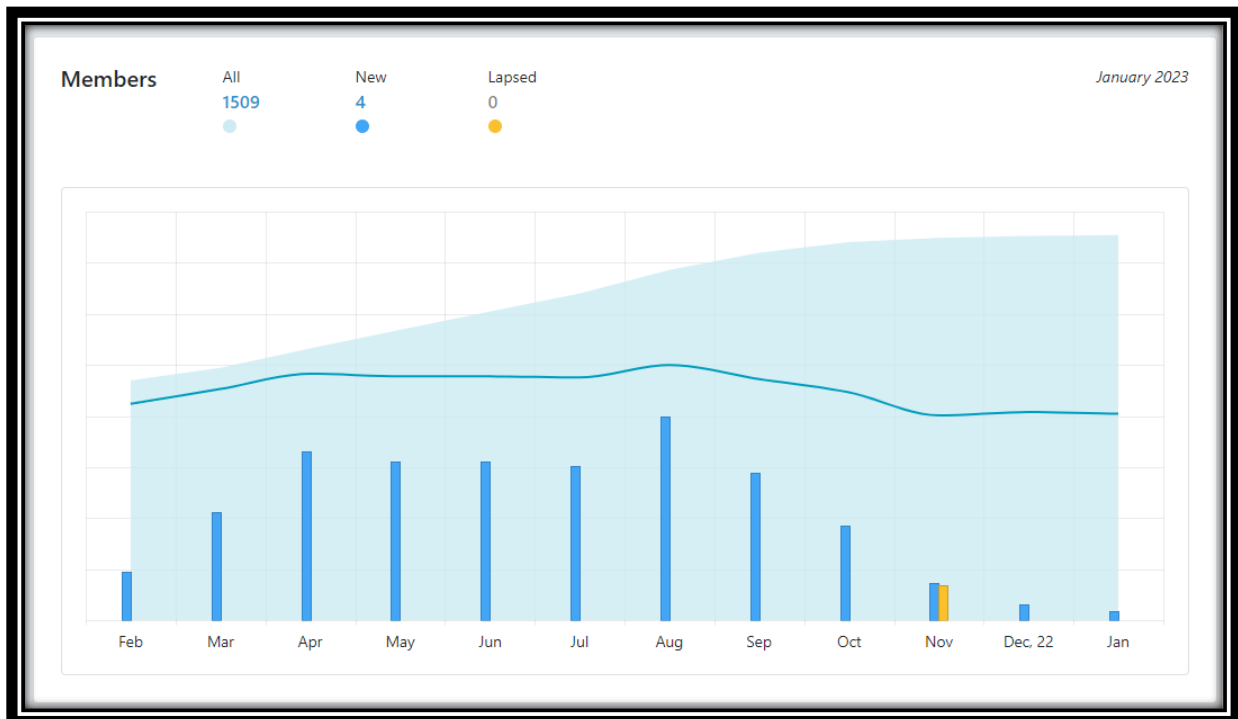 Members All New Lapsed January 2023
1509 4 0
Feb Mar Apr May Jun Jul Aug Sep Oct Nov Dec, 22 Jan